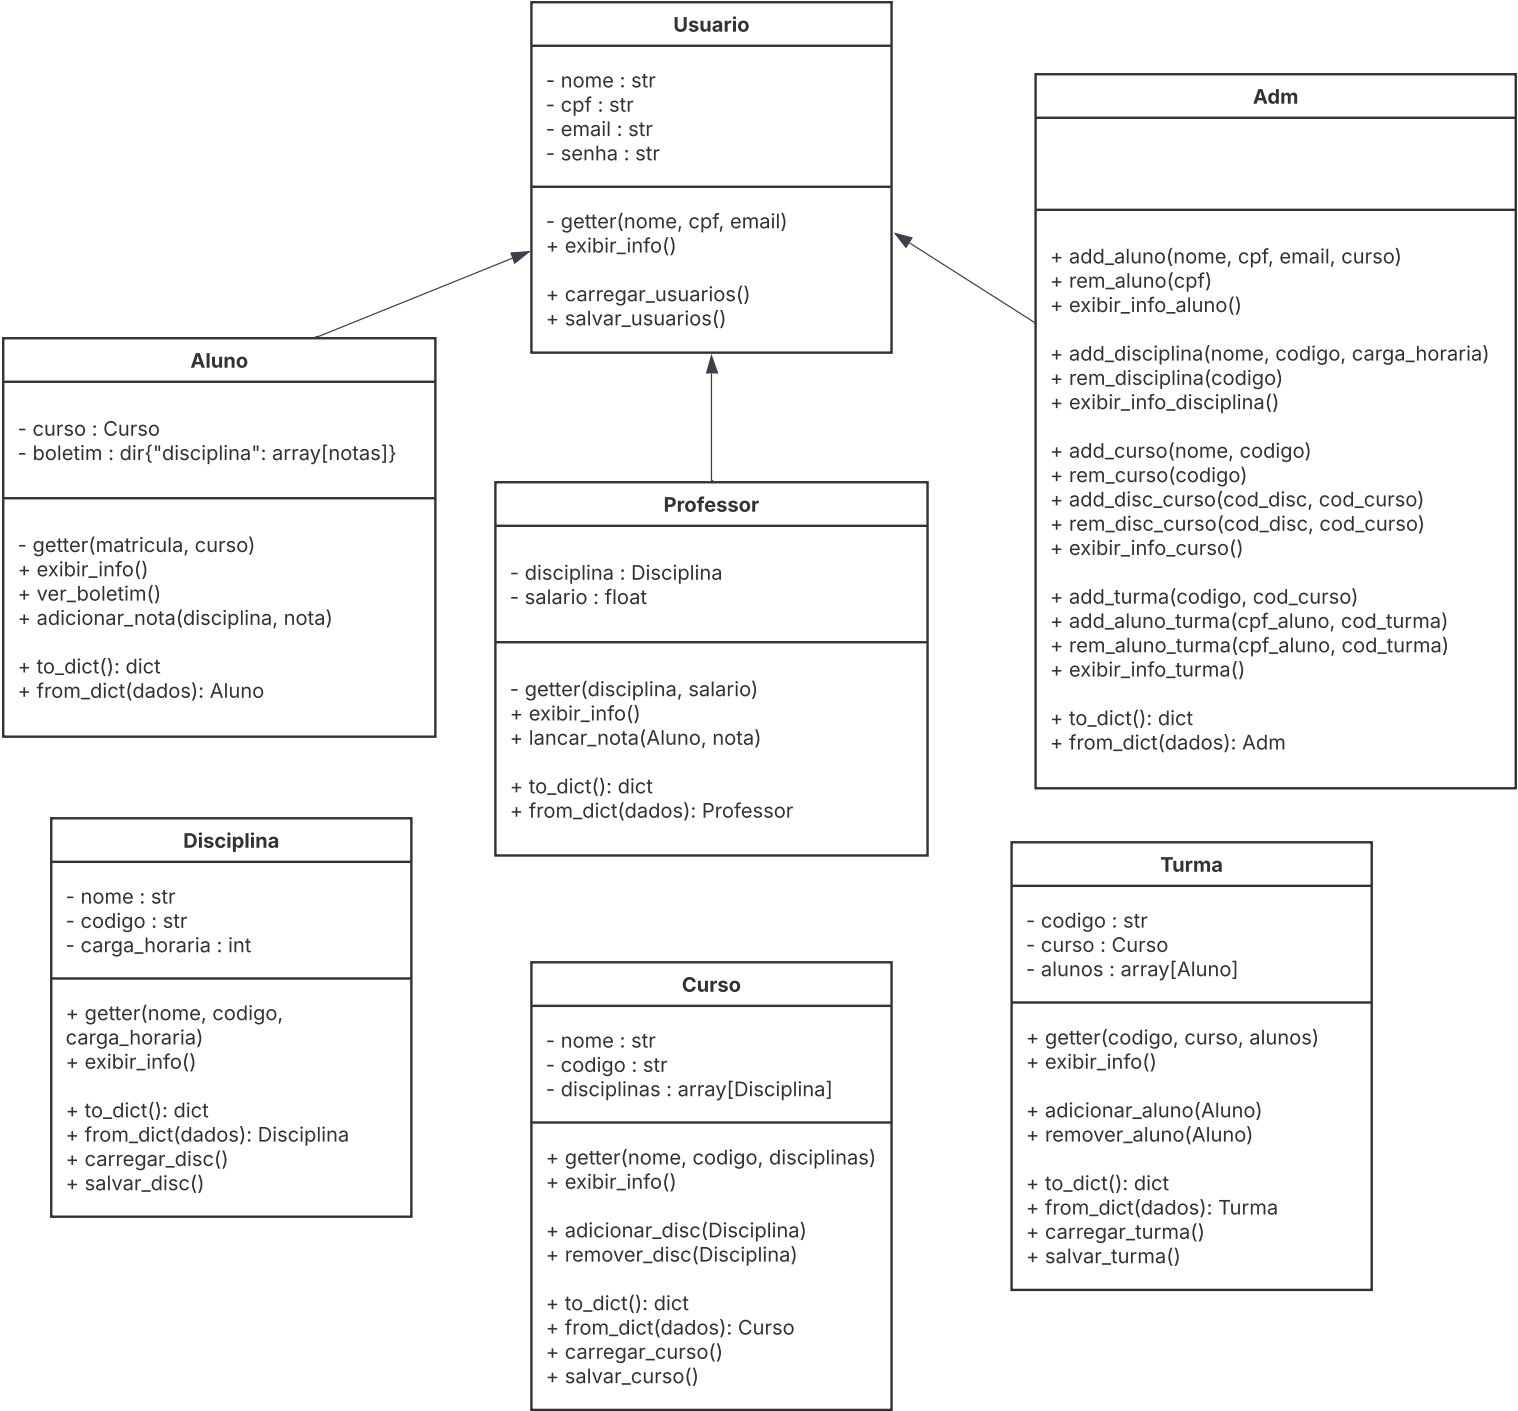 Usuario
- nome : str
- cpf : str
- email : str
- senha : str
- getter(nome, cpf, email)
+ exibir_info()
+ carregar_usuarios()
+ salvar_usuarios()
Adm
+ add_aluno(nome, cpf, email, curso)
+ rem_aluno(cpf)
+ exibir_info_aluno()
+ add_disciplina(nome, codigo, carga_horaria)
+ rem_disciplina(codigo)
+ exibir_info_disciplina()
+ add_curso(nome, codigo)
+ rem_curso(codigo)
+ add_disc_curso(cod_disc, cod_curso)
+ rem_disc_curso(cod_disc, cod_curso)
+ exibir_info_curso()
+ add_turma(codigo, cod_curso)
+ add_aluno_turma(cpf_aluno, cod_turma)
+ rem_aluno_turma(cpf_aluno, cod_turma)
+ exibir_info_turma()
+ to_dict(): dict
+ from_dict(dados): Adm
Aluno
- curso : Curso
- boletim : dir{"disciplina": array[notas]}
- getter(matricula, curso)
+ exibir_info()
+ ver_boletim()
+ adicionar_nota(disciplina, nota)
+ to_dict(): dict
+ from_dict(dados): Aluno
Professor
- disciplina : Disciplina
- salario : float
- getter(disciplina, salario)
+ exibir_info()
+ lancar_nota(Aluno, nota)
+ to_dict(): dict
+ from_dict(dados): Professor
Disciplina
- nome : str
- codigo : str
- carga_horaria : int
+ getter(nome, codigo,
carga_horaria)
+ exibir_info()
+ to_dict(): dict
+ from_dict(dados): Disciplina
+ carregar_disc()
+ salvar_disc()
Curso
- nome : str
- codigo : str
- disciplinas : array[Disciplina]
+ getter(nome, codigo, disciplinas)
+ exibir_info()
+ adicionar_disc(Disciplina)
+ remover_disc(Disciplina)
+ to_dict(): dict
+ from_dict(dados): Curso
+ carregar_curso()
+ salvar_curso()
Turma
- codigo : str
- curso : Curso
- alunos : array[Aluno]
+ getter(codigo, curso, alunos)
+ exibir_info()
+ adicionar_aluno(Aluno)
+ remover_aluno(Aluno)
+ to_dict(): dict
+ from_dict(dados): Turma
+ carregar_turma()
+ salvar_turma()